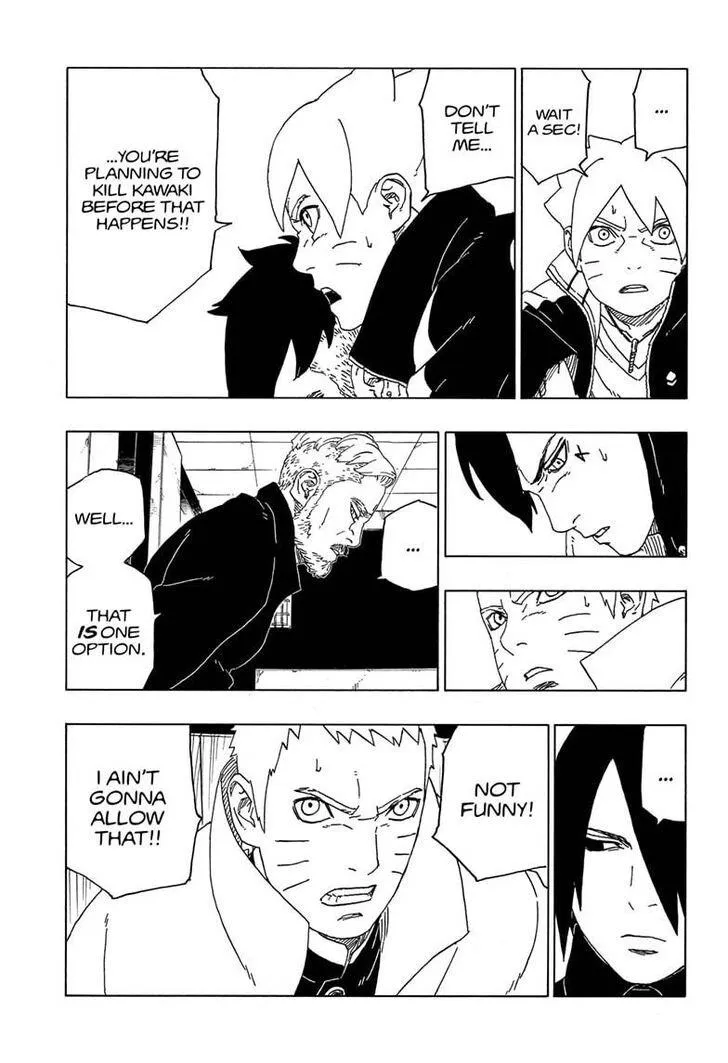 ...
WAIT
A SEC!
DON'T
TELL
ME...
...YOU'RE
PLANNING TO
KILL KAWAKI
BEFORE THAT
HAPPENS!!
...
WELL...
THAT
IS ONE
OPTION.
...
NOT
FUNNY!
I AIN'T
GONNA
ALLOW
THAT!!